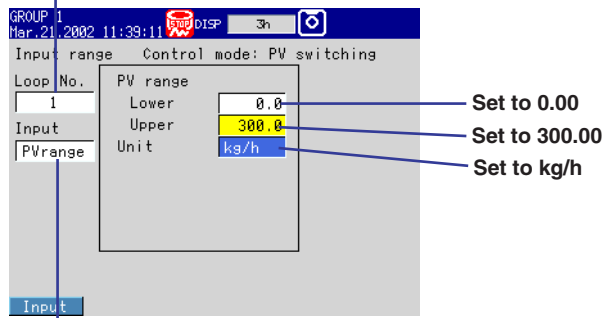 GROUP 1
Mar.21.2002 11:39:11 STOP DISP 3h
Input range Control mode: PV switching
Loop No.
1
Input
PVrange
PV range
Lower 0.0
Upper 300.0
Unit kg/h
Set to 0.00
Set to 300.00
Set to kg/h
Input